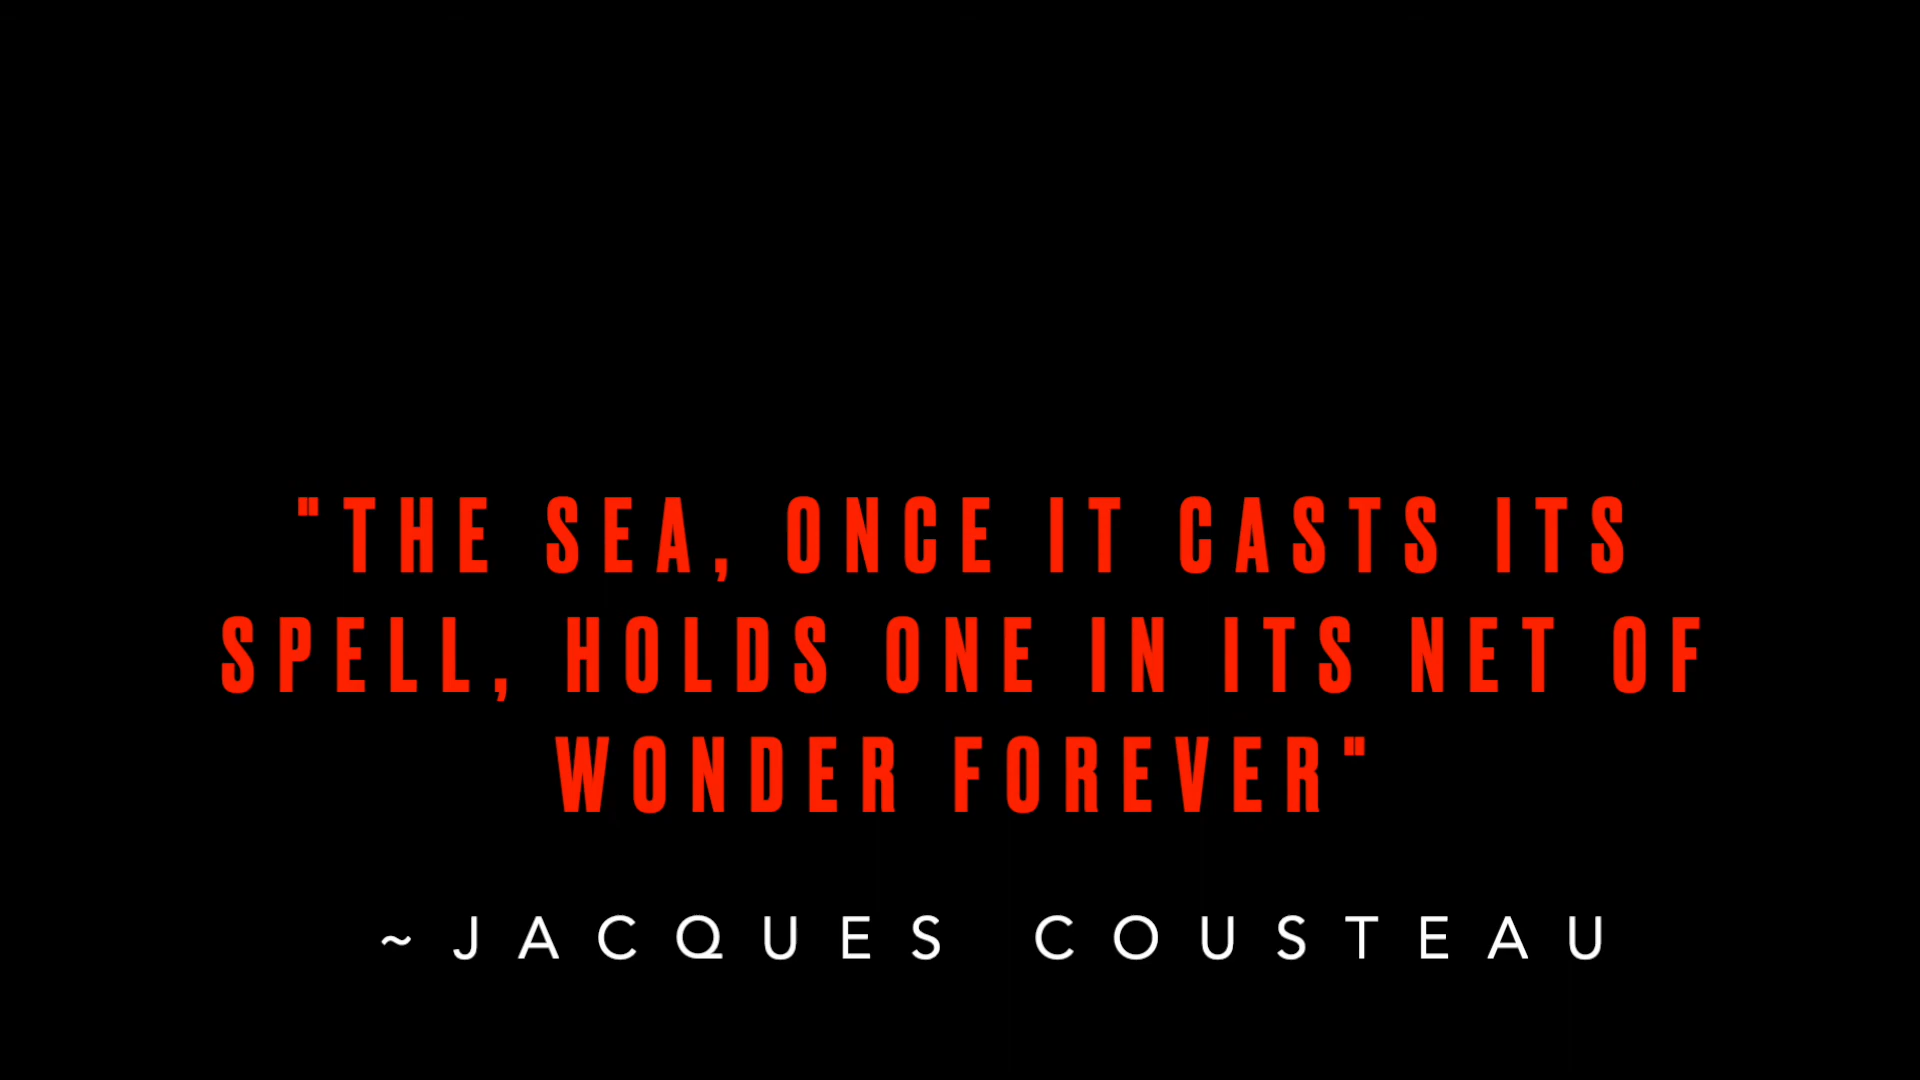 "THE SEA, ONCE IT CASTS ITS
SPELL, HOLDS ONE IN ITS NET OF
WONDER FOREVER"
~JACQUES COUSTEAU